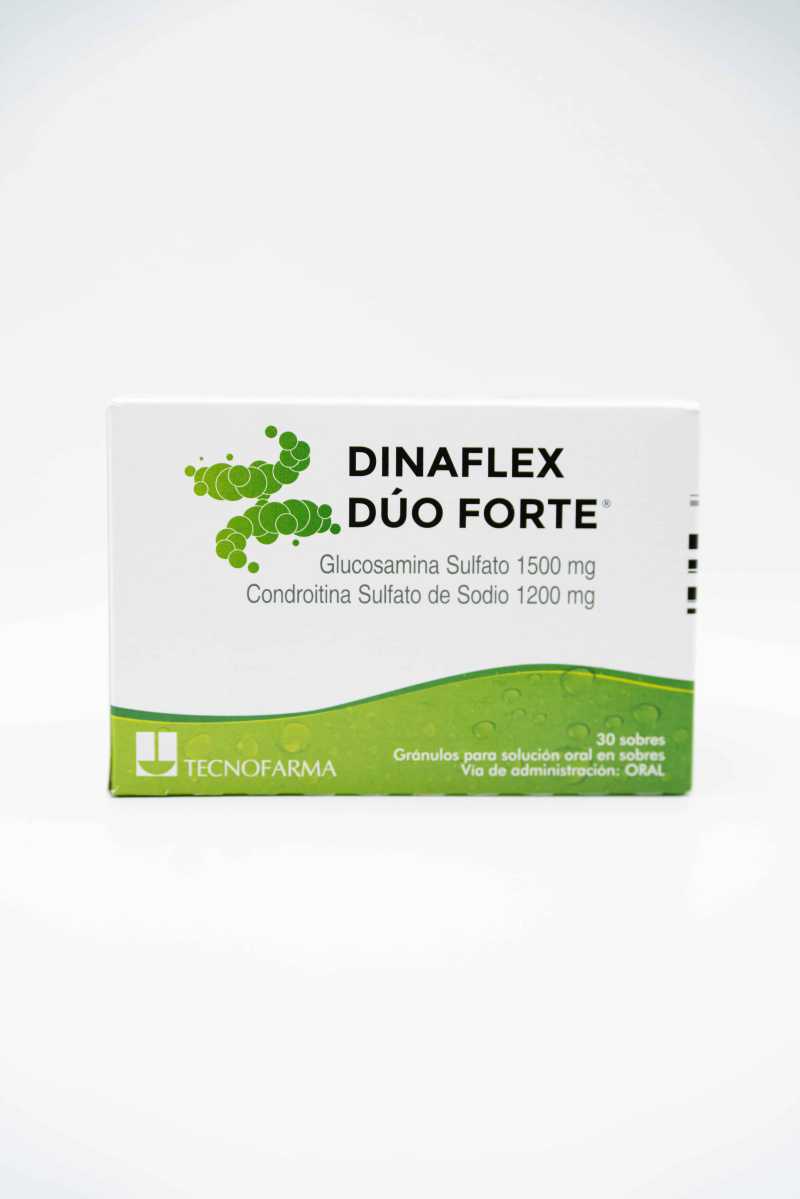 DINAFLEX
DÚO FORTE®
Glucosamina Sulfato 1500 mg
Condroitina Sulfato de Sodio 1200 mg
30 sobres
Gránulos para solución oral en sobres
Vía de administración: ORAL
TECNOFARMA